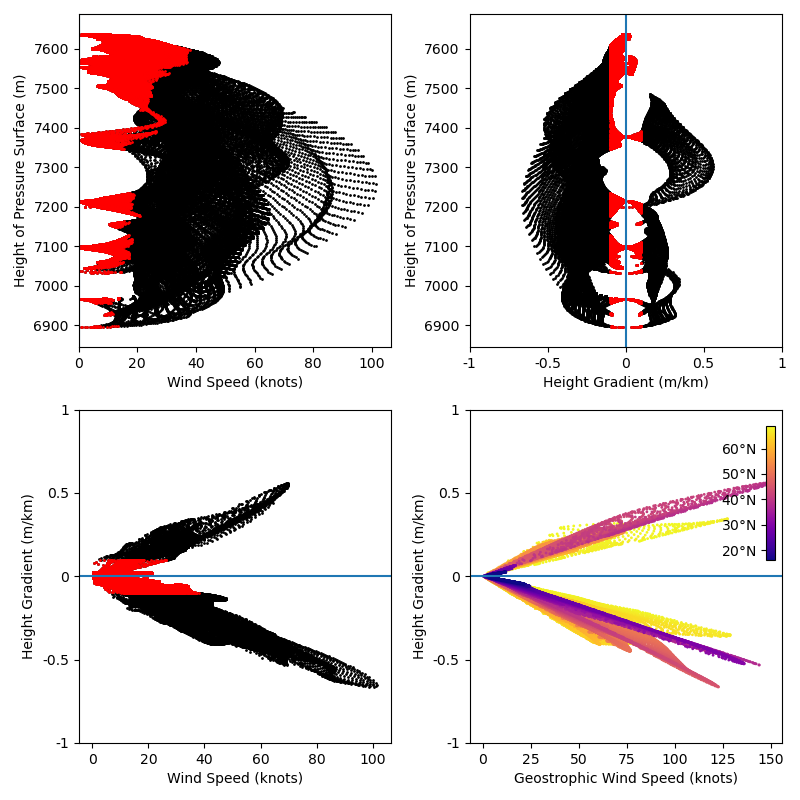 7600
7500
7400
7300
7200
7100
7000
6900
Height of Pressure Surface (m)
0 20 40 60 80 100
Wind Speed (knots)
7600
7500
7400
7300
7200
7100
7000
6900
Height of Pressure Surface (m)
-1 -0.5 0 0.5 1
Height Gradient (m/km)
1
0.5
0
-0.5
-1
Height Gradient (m/km)
0 20 40 60 80 100
Wind Speed (knots)
1
0.5
0
-0.5
-1
Height Gradient (m/km)
60°N
50°N
40°N
30°N
20°N
0 25 50 75 100 125 150
Geostrophic Wind Speed (knots)